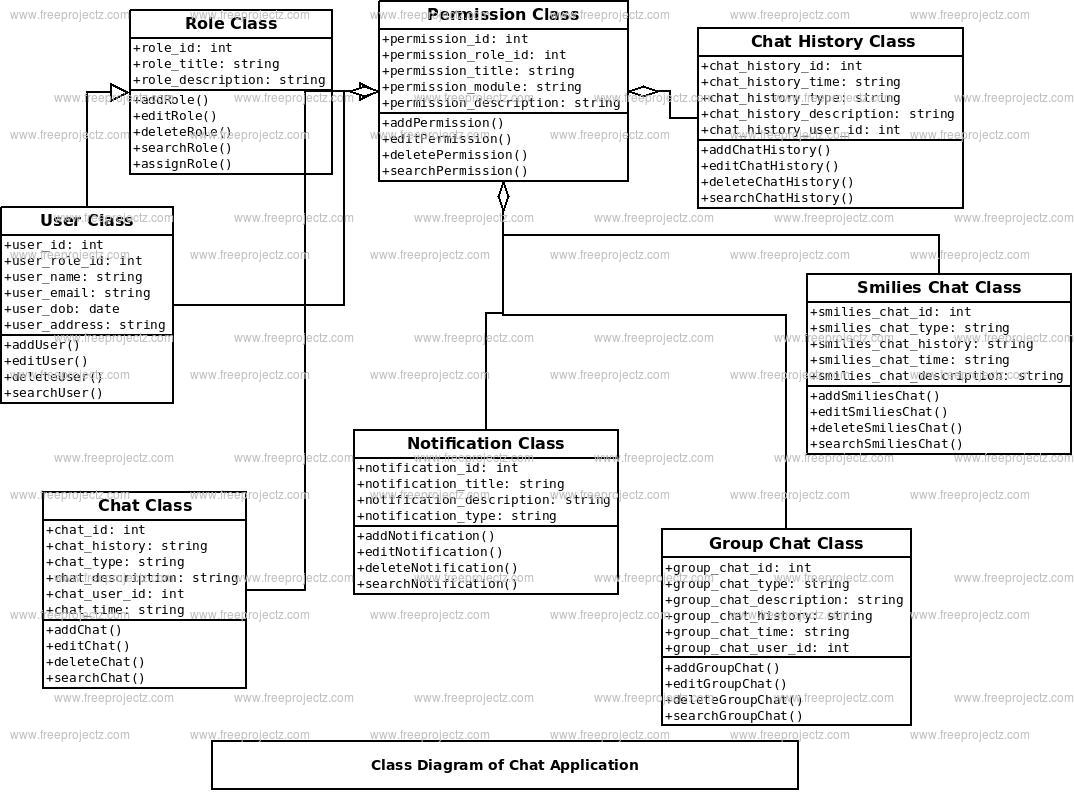 Role Class
+role_id: int
+role_title: string
+role_description: string
+addRole()
+editRole()
+deleteRole()
+searchRole()
+assignRole()
Permission Class
+permission_id: int
+permission_role_id: int
+permission_title: string
+permission_module: string
+permission_description: string
+addPermission()
+editPermission()
+deletePermission()
+searchPermission()
Chat History Class
+chat_history_id: int
+chat_history_time: string
+chat_history_type: string
+chat_history_description: string
+chat_history_user_id: int
+addChatHistory()
+editChatHistory()
+deleteChatHistory()
+searchChatHistory()
User Class
+user_id: int
+user_role_id: int
+user_name: string
+user_email: string
+user_dob: date
+user_address: string
+addUser()
+editUser()
+deleteUser()
+searchUser()
Smilies Chat Class
+smilies_chat_id: int
+smilies_chat_type: string
+smilies_chat_history: string
+smilies_chat_time: string
+smilies_chat_description: string
+addSmiliesChat()
+editSmiliesChat()
+deleteSmiliesChat()
+searchSmiliesChat()
Notification Class
+notification_id: int
+notification_title: string
+notification_description: string
+notification_type: string
+addNotification()
+editNotification()
+deleteNotification()
+searchNotification()
Chat Class
+chat_id: int
+chat_history: string
+chat_type: string
+chat_description: string
+chat_user_id: int
+chat_time: string
+addChat()
+editChat()
+deleteChat()
+searchChat()
Group Chat Class
+group_chat_id: int
+group_chat_type: string
+group_chat_description: string
+group_chat_history: string
+group_chat_time: string
+group_chat_user_id: int
+addGroupChat()
+editGroupChat()
+deleteGroupChat()
+searchGroupChat()
Class Diagram of Chat Application
www.freeprojectz.com